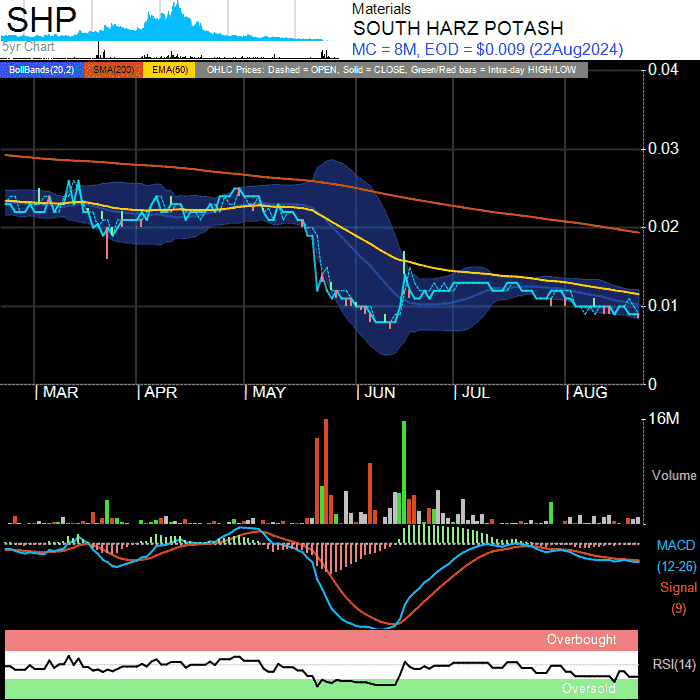 SHP
5yr Chart
Materials
SOUTH HARZ POTASH
MC = 8M, EOD = $0.009 (22Aug2024)
BollBands(20,2) SMA(200) EMA(50) OHLC Prices: Dashed = OPEN, Solid = CLOSE, Green/Red bars = Intra-day HIGH/LOW
0.04
0.03
0.02
0.01
0
| MAR | APR | MAY | JUN | JUL | AUG
16M
Volume
MACD
(12-26)
Signal
(9)
Overbought
RSI(14)
Oversold